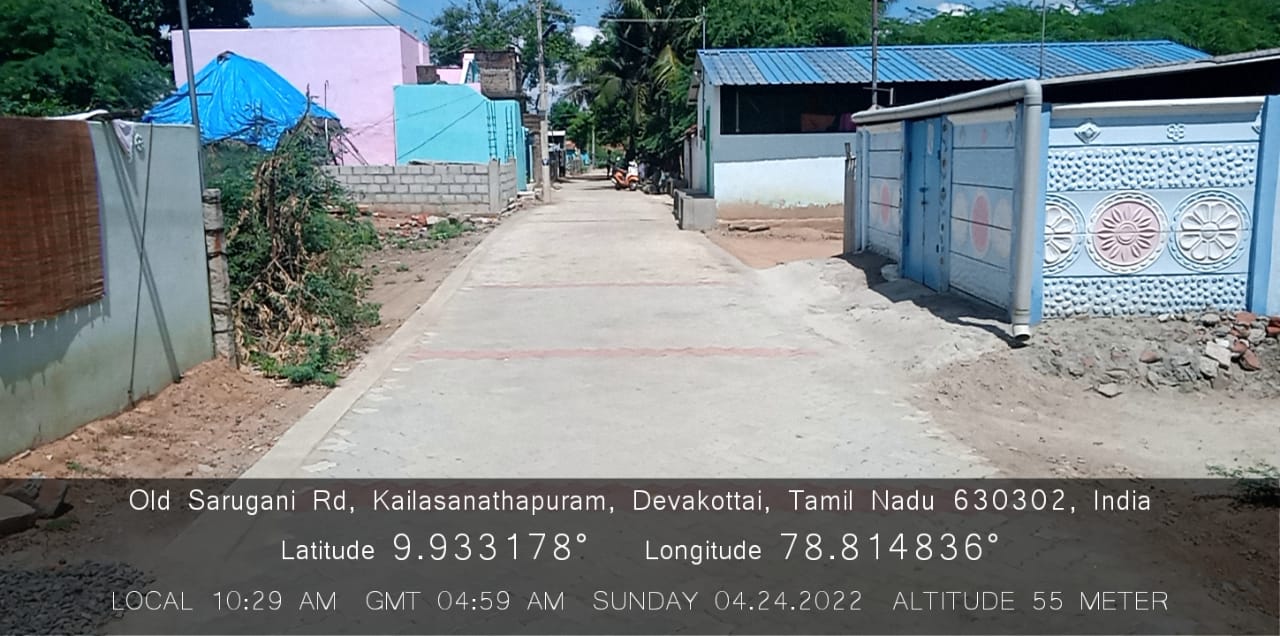 Old Sarugani Rd, Kailasanathapuram, Devakottai, Tamil Nadu 630302, India
Latitude 9.933178° Longitude 78.814836°
LOCAL 10:29 AM GMT 04:59 AM SUNDAY 04.24.2022 ALTITUDE 55 METER